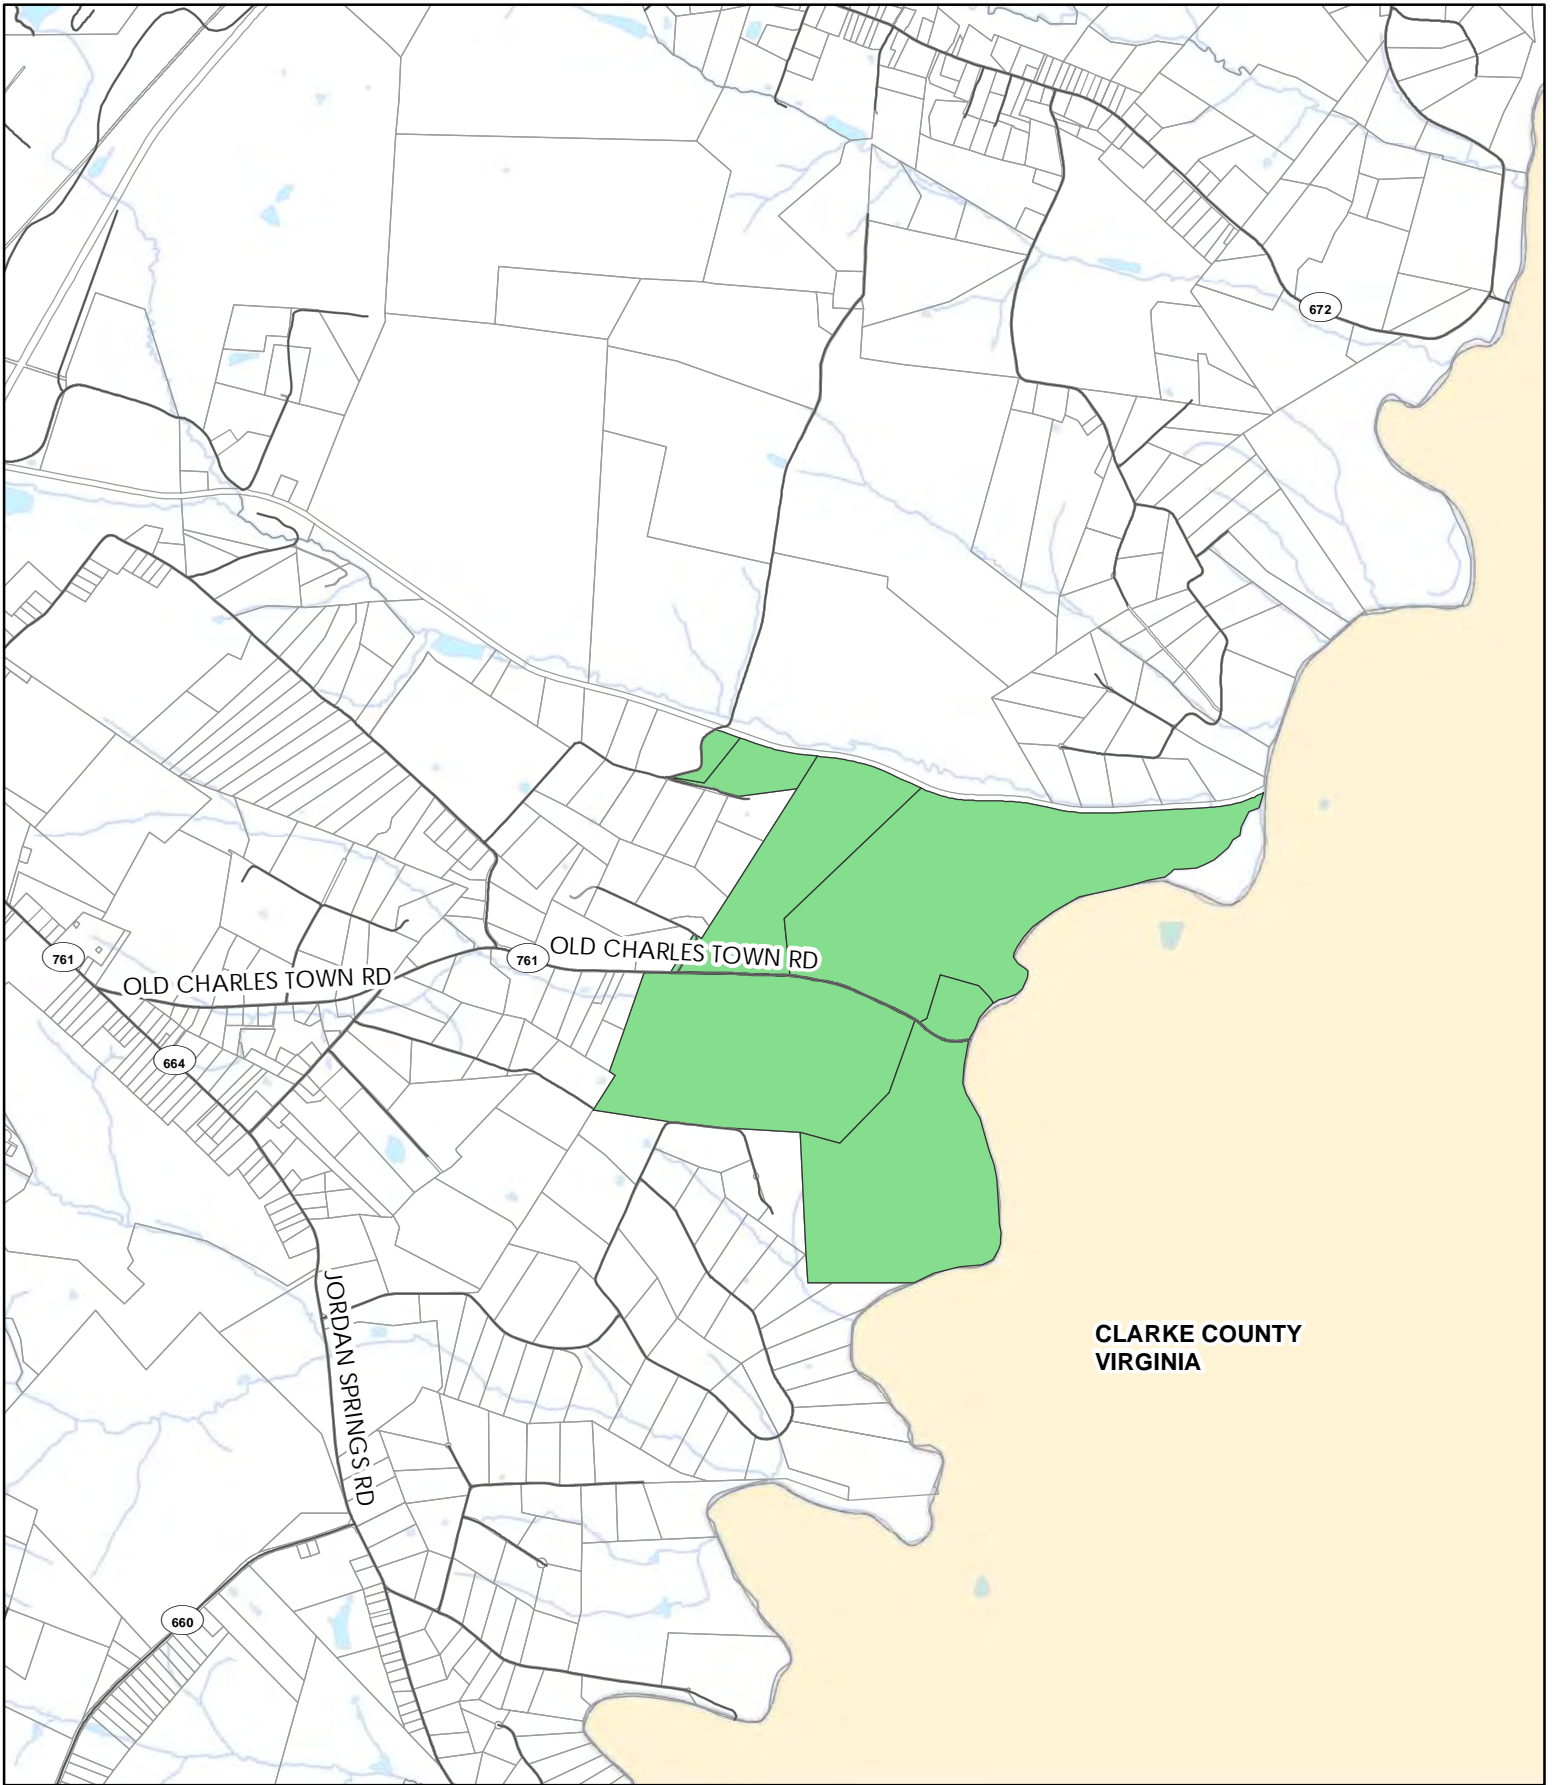 672
OLD CHARLES TOWN RD
761
761
OLD CHARLES TOWN RD
664
JORDAN SPRINGS RD
CLARKE COUNTY
VIRGINIA
660